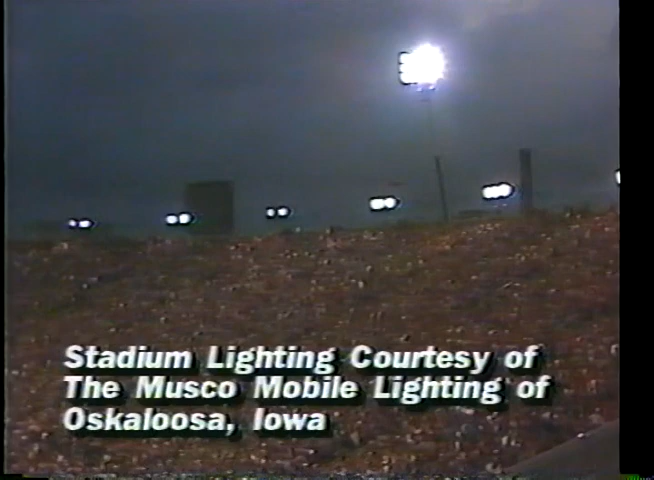 Stadium Lighting Courtesy of
The Musco Mobile Lighting of
Oskaloosa, Iowa